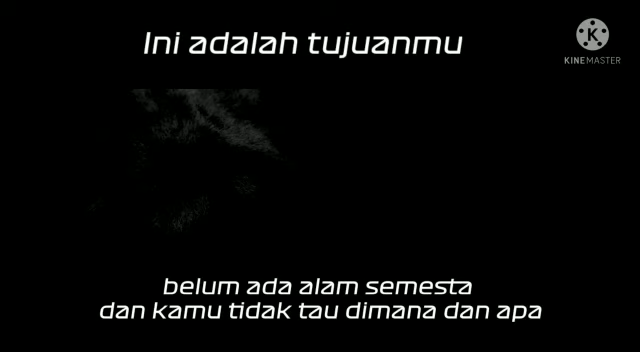 Ini adalah tujuanmu
K
KINEMASTER
belum ada alam semesta
dan kamu tidak tau dimana dan apa